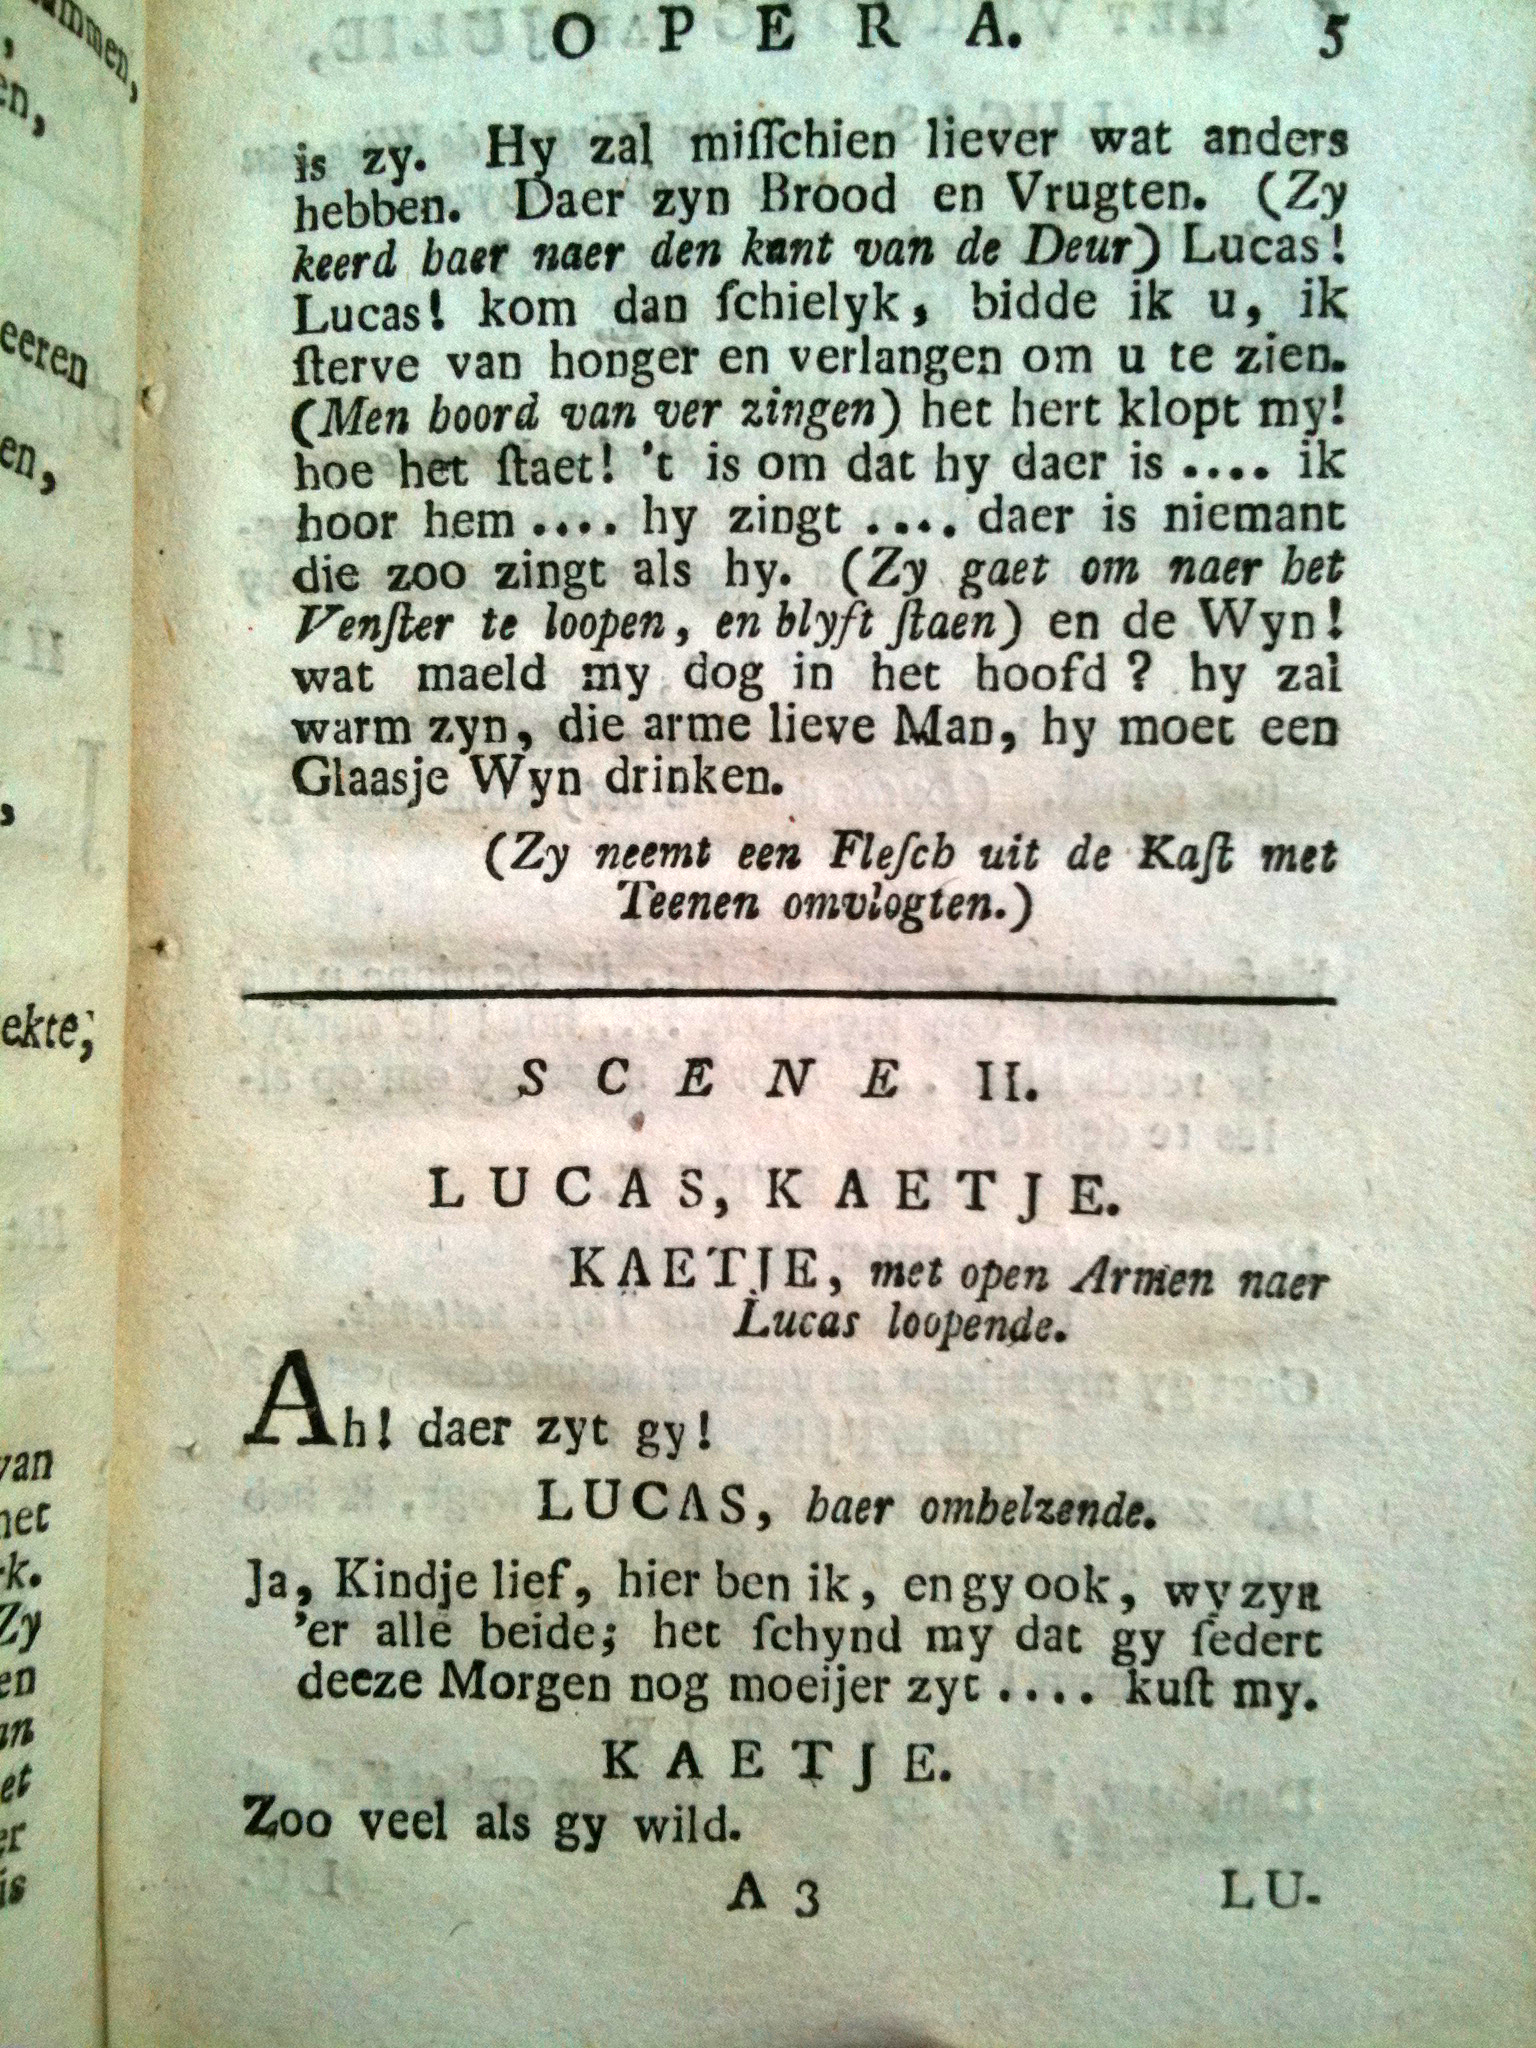 O P E R A. 5
is zy. Hy zal miſſchien liever wat anders
hebben. Daer zyn Brood en Vrugten. (Zy
keerd haer naer den kant van de Deur) Lucas!
Lucas! kom dan ſchielyk, bidde ik u, ik
ſterve van honger en verlangen om u te zien.
(Men hoord van ver zingen) het hert klopt my!
hoe het ſtaet! 't is om dat hy daer is .... ik
hoor hem .... hy zingt .... daer is niemant
die zoo zingt als hy. (Zy gaet om naer het
Venſter te loopen, en blyft ſtaen) en de Wyn!
wat maeld my dog in het hoofd? hy zal
warm zyn, die arme lieve Man, hy moet een
Glaasje Wyn drinken.
(Zy neemt een Fleſch uit de Kaſt met
Teenen omvlogten.)
S C E N E II.
L U C A S, K A E T J E.
KAETJE, met open Armen naer
Lucas loopende.
Ah! daer zyt gy!
LUCAS, haer omhelzende.
Ja, Kindje lief, hier ben ik, en gy ook, wy zyn
'er alle beide; het ſchynd my dat gy ſedert
deeze Morgen nog moeijer zyt .... kuſt my.
K A E T J E.
Zoo veel als gy wild.
A 3 LU-